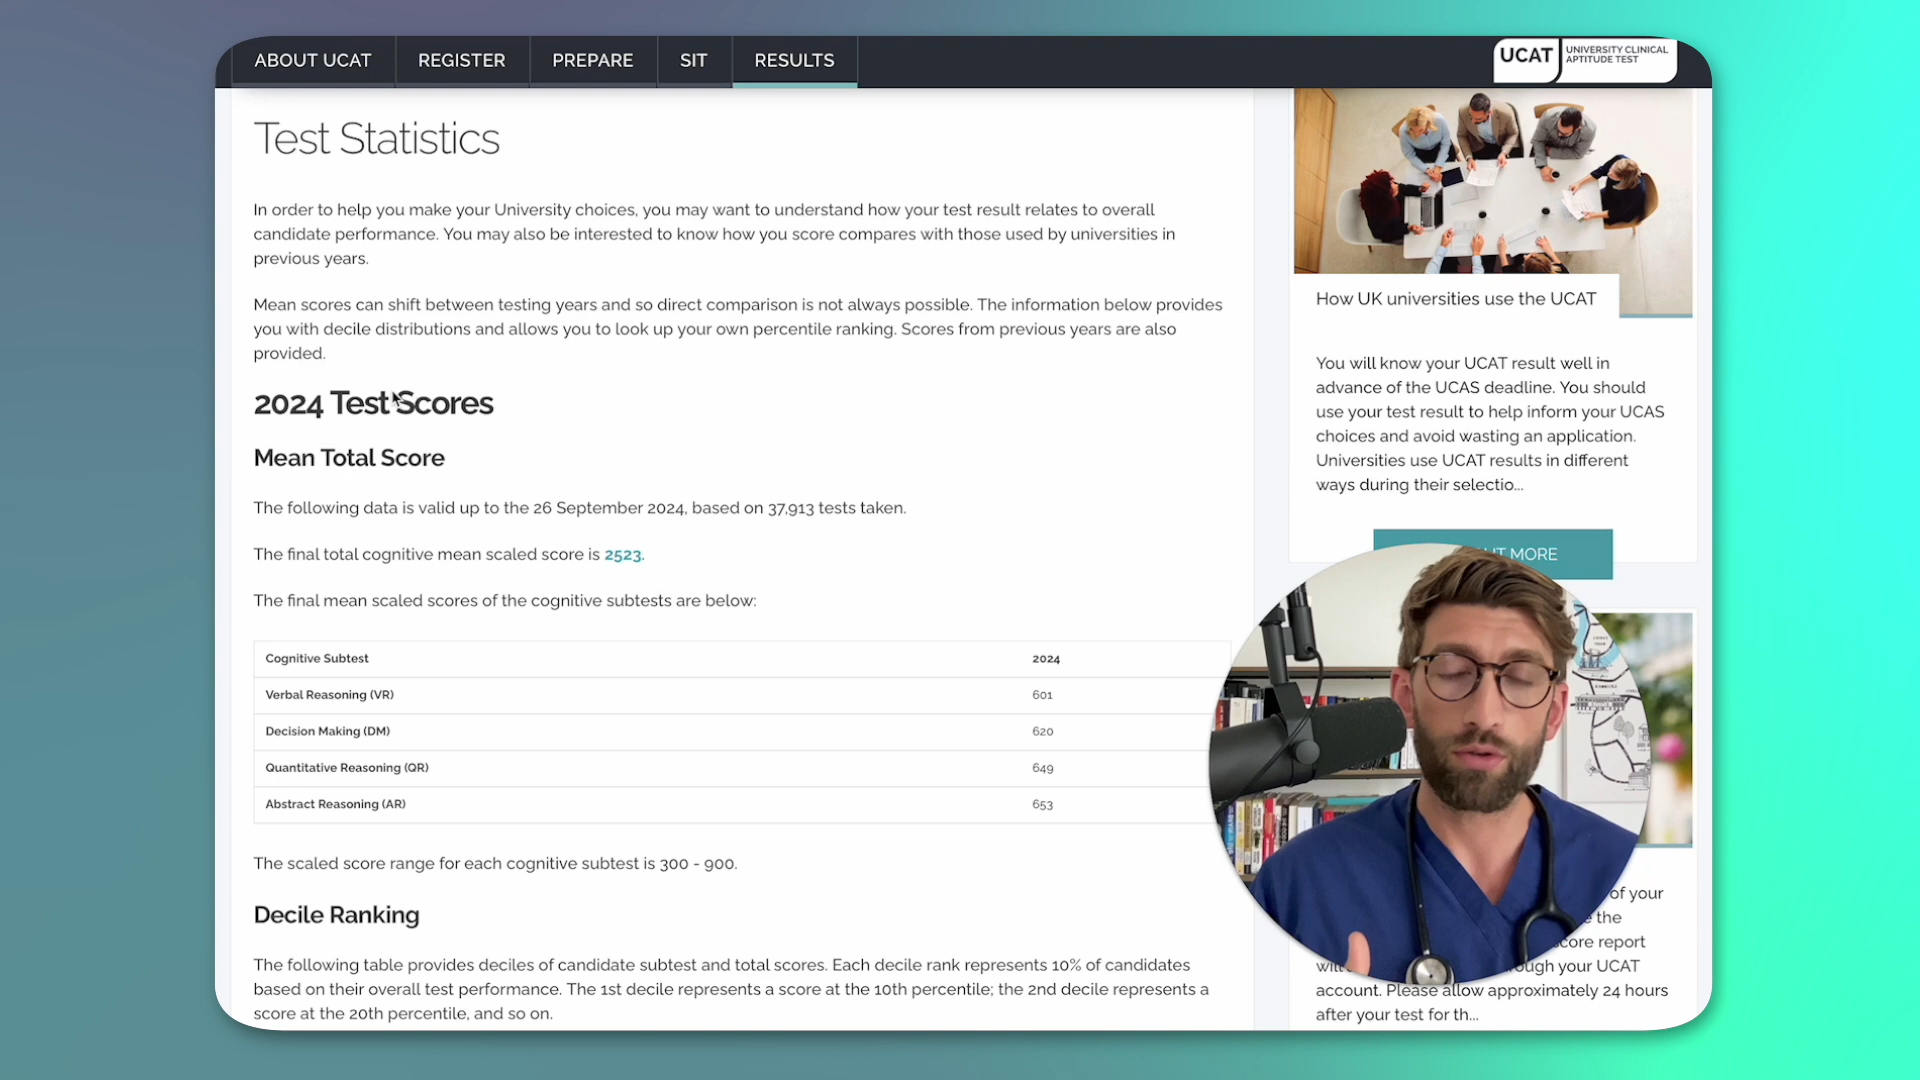 ABOUT UCAT
REGISTER
PREPARE
SIT
RESULTS
UCAT
UNIVERSITY CLINICAL
APTITUDE TEST
Test Statistics
In order to help you make your University choices, you may want to understand how your test result relates to overall
candidate performance. You may also be interested to know how you score compares with those used by universities in
previous years.
Mean scores can shift between testing years and so direct comparison is not always possible. The information below provides
you with decile distributions and allows you to look up your own percentile ranking. Scores from previous years are also
provided.
2024 Test Scores
Mean Total Score
The following data is valid up to the 26 September 2024, based on 37,913 tests taken.
The final total cognitive mean scaled score is 2523.
The final mean scaled scores of the cognitive subtests are below:
Cognitive Subtest 2024
Verbal Reasoning (VR) 601
Decision Making (DM) 620
Quantitative Reasoning (QR) 649
Abstract Reasoning (AR) 653
The scaled score range for each cognitive subtest is 300 - 900.
Decile Ranking
The following table provides deciles of candidate subtest and total scores. Each decile rank represents 10% of candidates
based on their overall test performance. The 1st decile represents a score at the 10th percentile; the 2nd decile represents a
score at the 20th percentile, and so on.
How UK universities use the UCAT
You will know your UCAT result well in
advance of the UCAS deadline. You should
use your test result to help inform your UCAS
choices and avoid wasting an application.
Universities use UCAT results in different
ways during their selectio...
MORE
of your
the
score report
through your UCAT
account. Please allow approximately 24 hours
after your test for th...